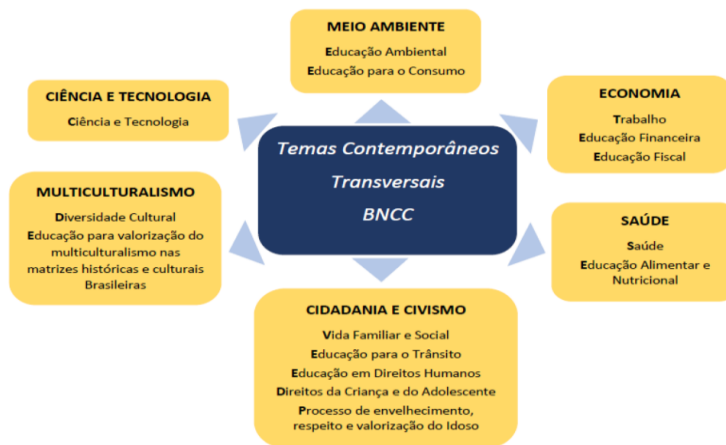 MEIO AMBIENTE
Educação Ambiental
Educação para o Consumo
CIÊNCIA E TECNOLOGIA
Ciência e Tecnologia
ECONOMIA
Trabalho
Educação Financeira
Educação Fiscal
Temas Contemporâneos
Transversais
BNCC
MULTICULTURALISMO
Diversidade Cultural
Educação para valorização do
multiculturalismo nas
matrizes históricas e culturais
Brasileiras
SAÚDE
Saúde
Educação Alimentar e
Nutricional
CIDADANIA E CIVISMO
Vida Familiar e Social
Educação para o Trânsito
Educação em Direitos Humanos
Direitos da Criança e do Adolescente
Processo de envelhecimento,
respeito e valorização do Idoso